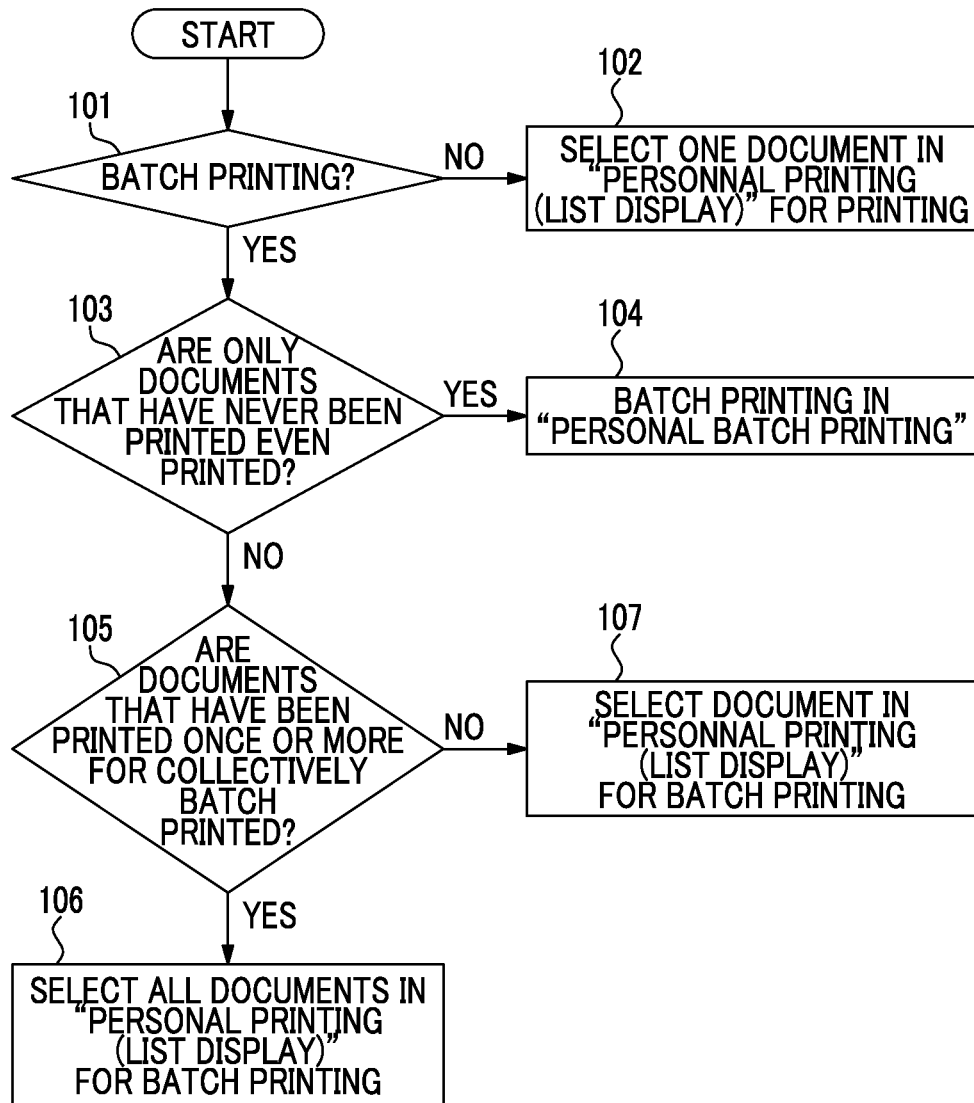 START
101
BATCH PRINTING?
NO
102
SELECT ONE DOCUMENT IN
“PERSONNAL PRINTING
(LIST DISPLAY)” FOR PRINTING
YES
103
ARE ONLY
DOCUMENTS
THAT HAVE NEVER BEEN
PRINTED EVEN
PRINTED?
YES
104
BATCH PRINTING IN
“PERSONAL BATCH PRINTING”
NO
105
ARE
DOCUMENTS
THAT HAVE BEEN
PRINTED ONCE OR MORE
FOR COLLECTIVELY
BATCH
PRINTED?
NO
107
SELECT DOCUMENT IN
“PERSONNAL PRINTING
(LIST DISPLAY)”
FOR BATCH PRINTING
YES
106
SELECT ALL DOCUMENTS IN
“PERSONAL PRINTING
(LIST DISPLAY)”
FOR BATCH PRINTING